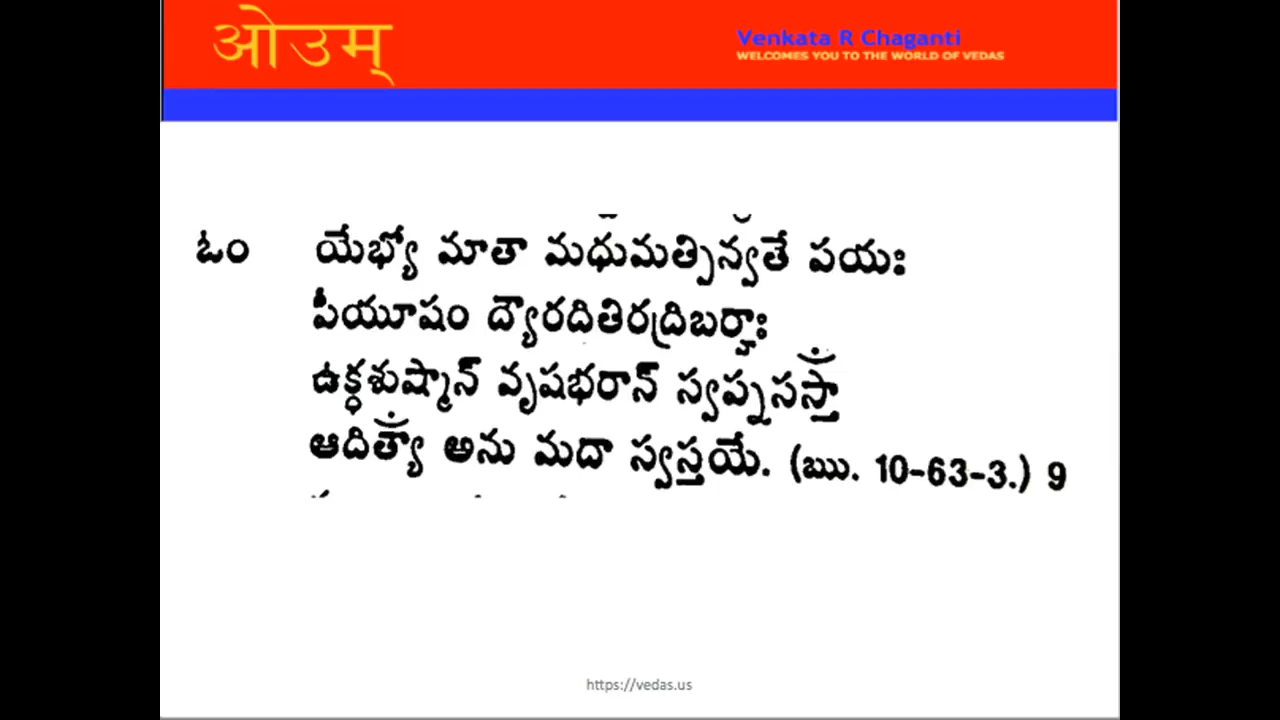 ओउम्
Venkata R Chaganti
WELCOMES YOU TO THE WORLD OF VEDAS
ఓం యేభ్యో మాతా మధుమత్పిన్వతే పయః
పీయూషం ద్యౌరదితిరద్రిబర్హాః
ఉక్థశుష్మాన్ వృషభరాన్ స్వప్నసస్తాఁ
ఆదిత్యాఁ అను మదా స్వస్తయే. (ఋ. 10-63-3.) 9
https://vedas.us